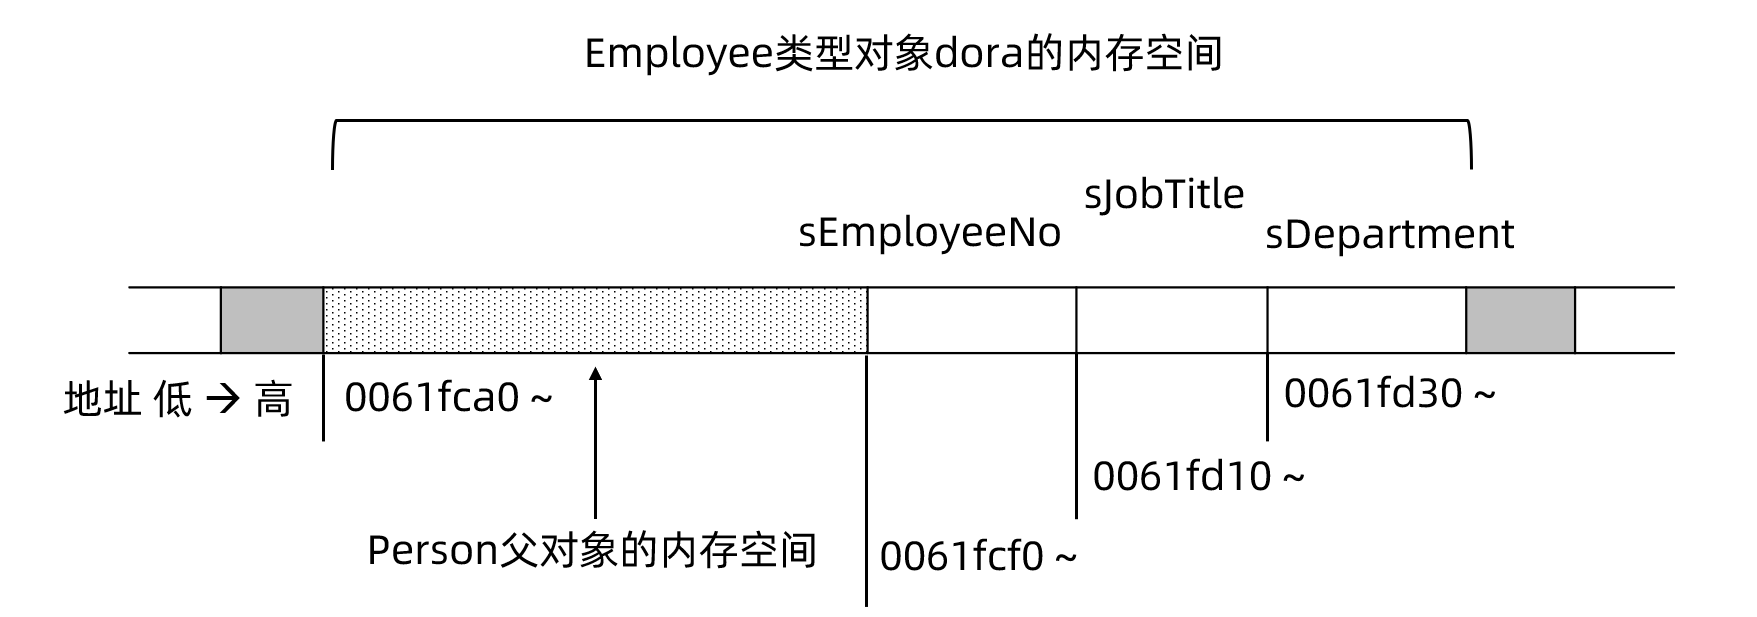 Employee类型对象dora的内存空间
sJobTitle
sEmployeeNo
sDepartment
地址 低 → 高
0061fca0 ~
0061fd30 ~
0061fd10 ~
Person父对象的内存空间
0061fcf0 ~